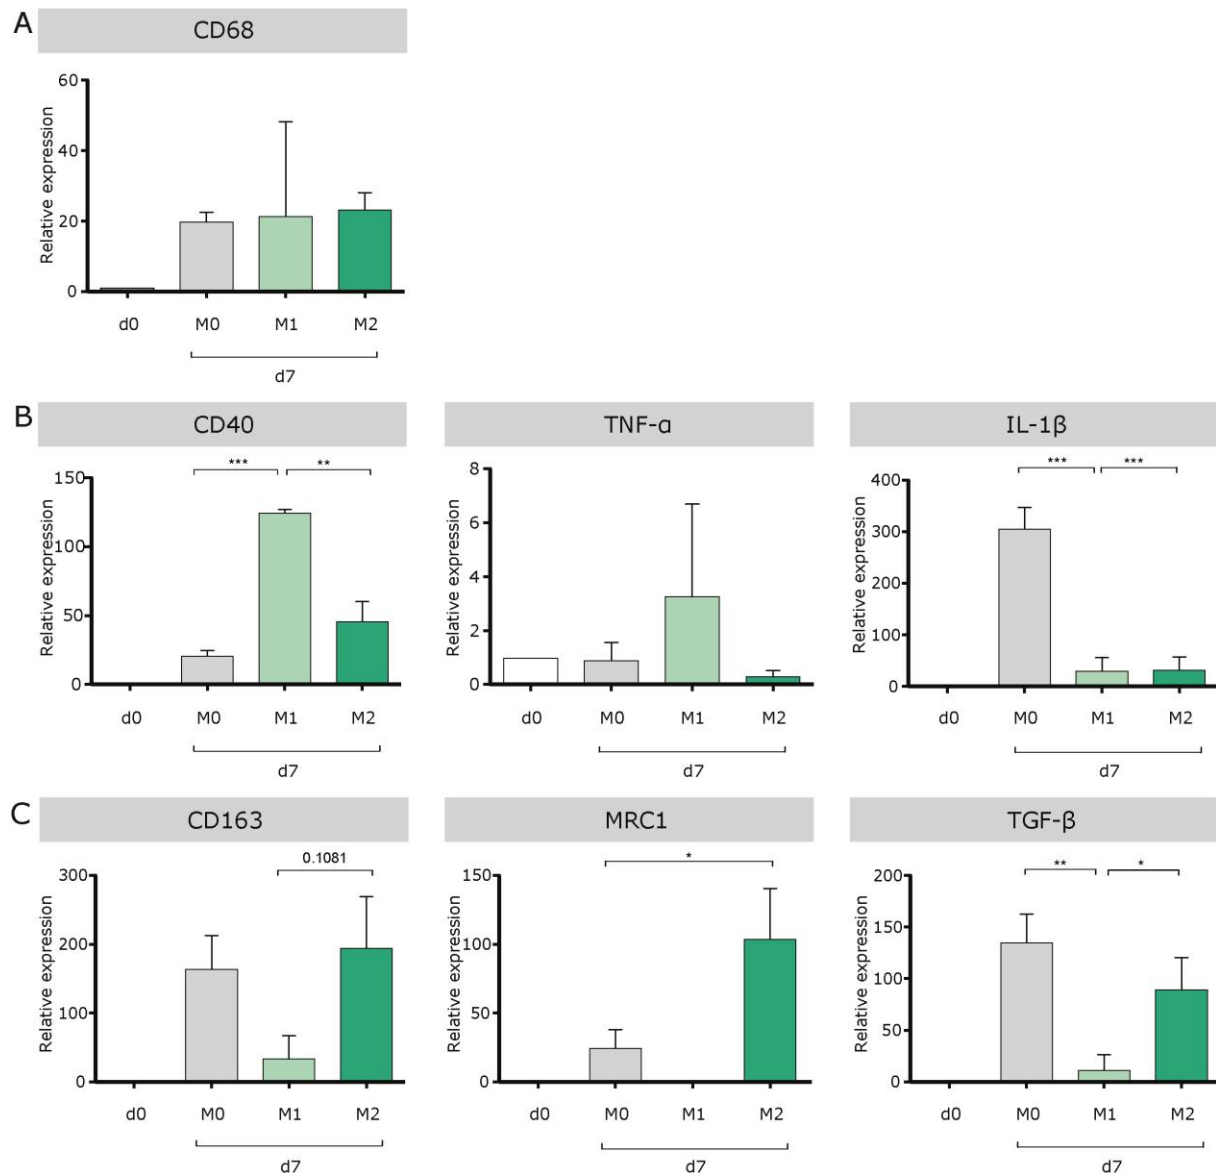 A
CD68
Relative expression
60
40
20
0
d0 M0 M1 M2
d7
B
CD40 TNF-α IL-1β
*** ** *** ***
Relative expression Relative expression Relative expression
150 8 400
100 6 300
50 4 200
0 2 100
0 0
d0 M0 M1 M2 d0 M0 M1 M2 d0 M0 M1 M2
d7 d7 d7
C
CD163 MRC1 TGF-β
0.1081 * ** *
Relative expression Relative expression Relative expression
300 150 200
200 100 150
100 50 100
0 0 50
0
d0 M0 M1 M2 d0 M0 M1 M2 d0 M0 M1 M2
d7 d7 d7